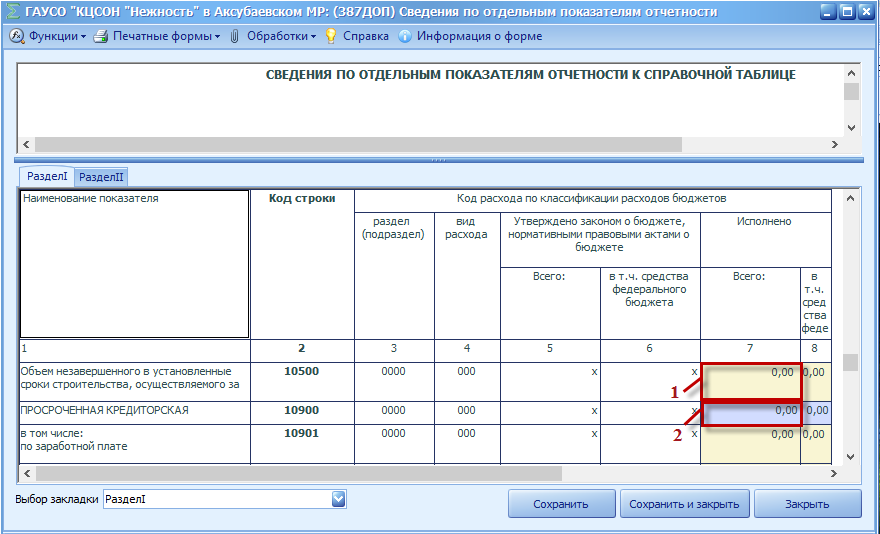 ГАУСО "КЦСОН "Нежность" в Аксубаевском МР: (387ДОП) Сведения по отдельным показателям отчетности
Функции Печатные формы Обработки Справка Информация о форме
СВЕДЕНИЯ ПО ОТДЕЛЬНЫМ ПОКАЗАТЕЛЯМ ОТЧЕТНОСТИ К СПРАВОЧНОЙ ТАБЛИЦЕ
РазделI РазделII
Наименование показателя Код строки Код расхода по классификации расходов бюджетов
раздел (подраздел)
вид расхода
Утверждено законом о бюджете,
нормативными правовыми актами о
бюджете
Исполнено
Всего:
в т.ч. средства
федерального
бюджета
Всего:
в
т.ч.
сред
ства
феде
1 2 3 4 5 6 7 8
Объем незавершенного в установленные
сроки строительства, осуществляемого за
10500 0000 000 x x 0,00 0,00
1
ПРОСРОЧЕННАЯ КРЕДИТОРСКАЯ 10900 0000 000 x x 0,00 0,00
2
в том числе:
по заработной плате
10901 0000 000 x x 0,00 0,00
Выбор закладки РазделI Сохранить Сохранить и закрыть Закрыть